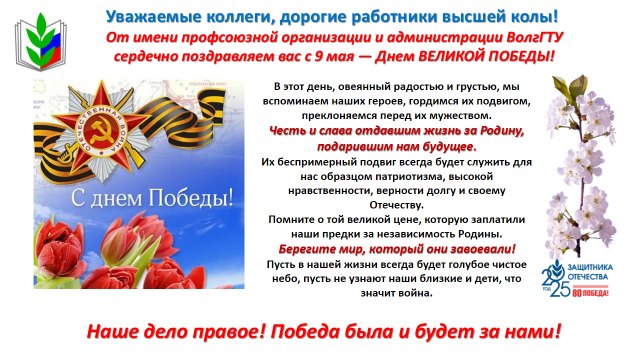 Уважаемые коллеги, дорогие работники высшей колы!
От имени профсоюзной организации и администрации ВолгГТУ
сердечно поздравляем вас с 9 мая — Днем ВЕЛИКОЙ ПОБЕДЫ!
ОТЕЧЕСТВЕННАЯ ВОЙНА
С днем Победы!
В этот день, овеянный радостью и грустью, мы
вспоминаем наших героев, гордимся их подвигом,
преклоняемся перед их мужеством.
Честь и слава отдавшим жизнь за Родину,
подарившим нам будущее.
Их беспримерный подвиг всегда будет служить для
нас образцом патриотизма, высокой
нравственности, верности долгу и своему
Отечеству.
Помните о той великой цене, которую заплатили
наши предки за независимость Родины.
Берегите мир, который они завоевали!
Пусть в нашей жизни всегда будет голубое чистое
небо, пусть не узнают наши близкие и дети, что
значит война.
2025
ГОД
ЗАЩИТНИКА
ОТЕЧЕСТВА
80 ПОБЕДА!
Наше дело правое! Победа была и будет за нами!